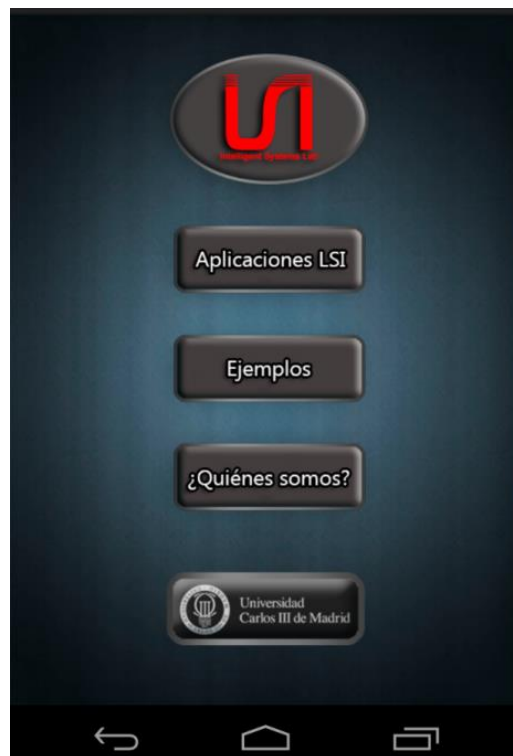 LSI
Intelligent Systems Lab
Aplicaciones LSI
Ejemplos
¿Quiénes somos?
Universidad
Carlos III de Madrid